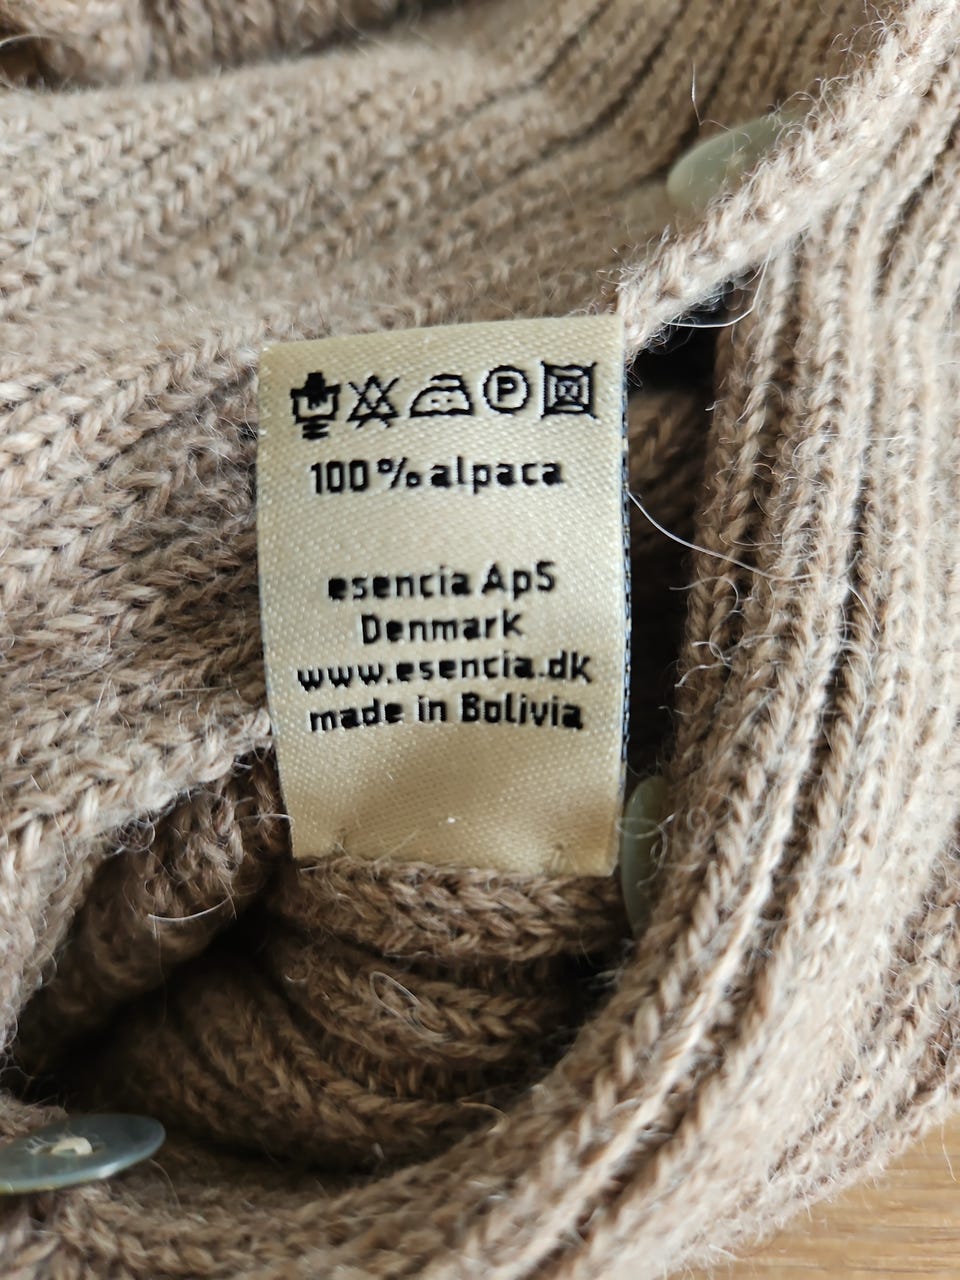 P
100% alpaca
esencia ApS
Denmark
www.esencia.dk
made in Bolivia